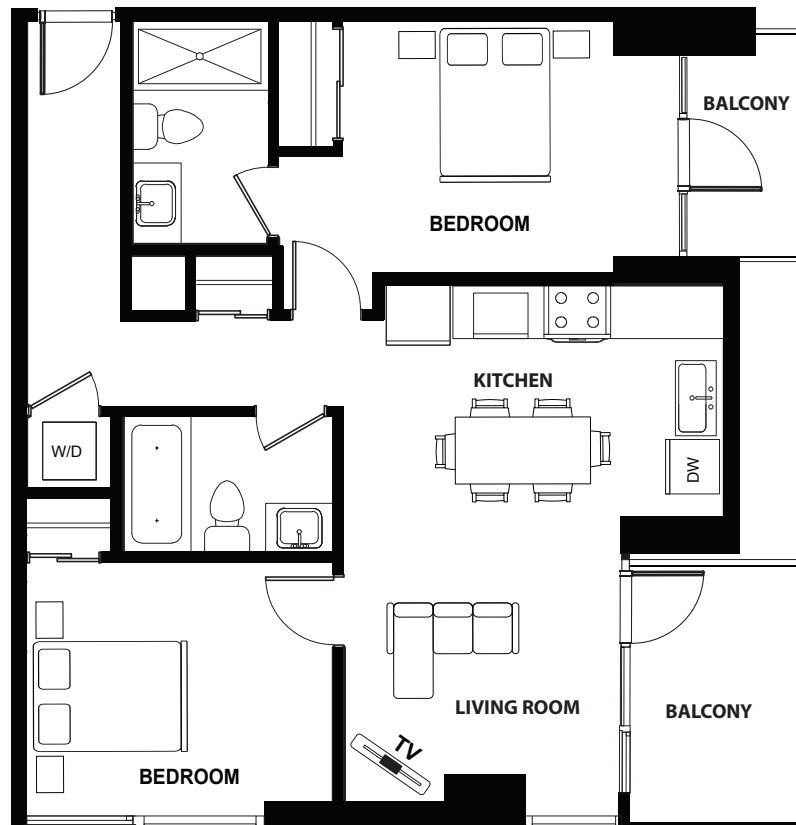 BALCONY
BEDROOM
KITCHEN
W/D
DW
LIVING ROOM
BALCONY
TV
BEDROOM